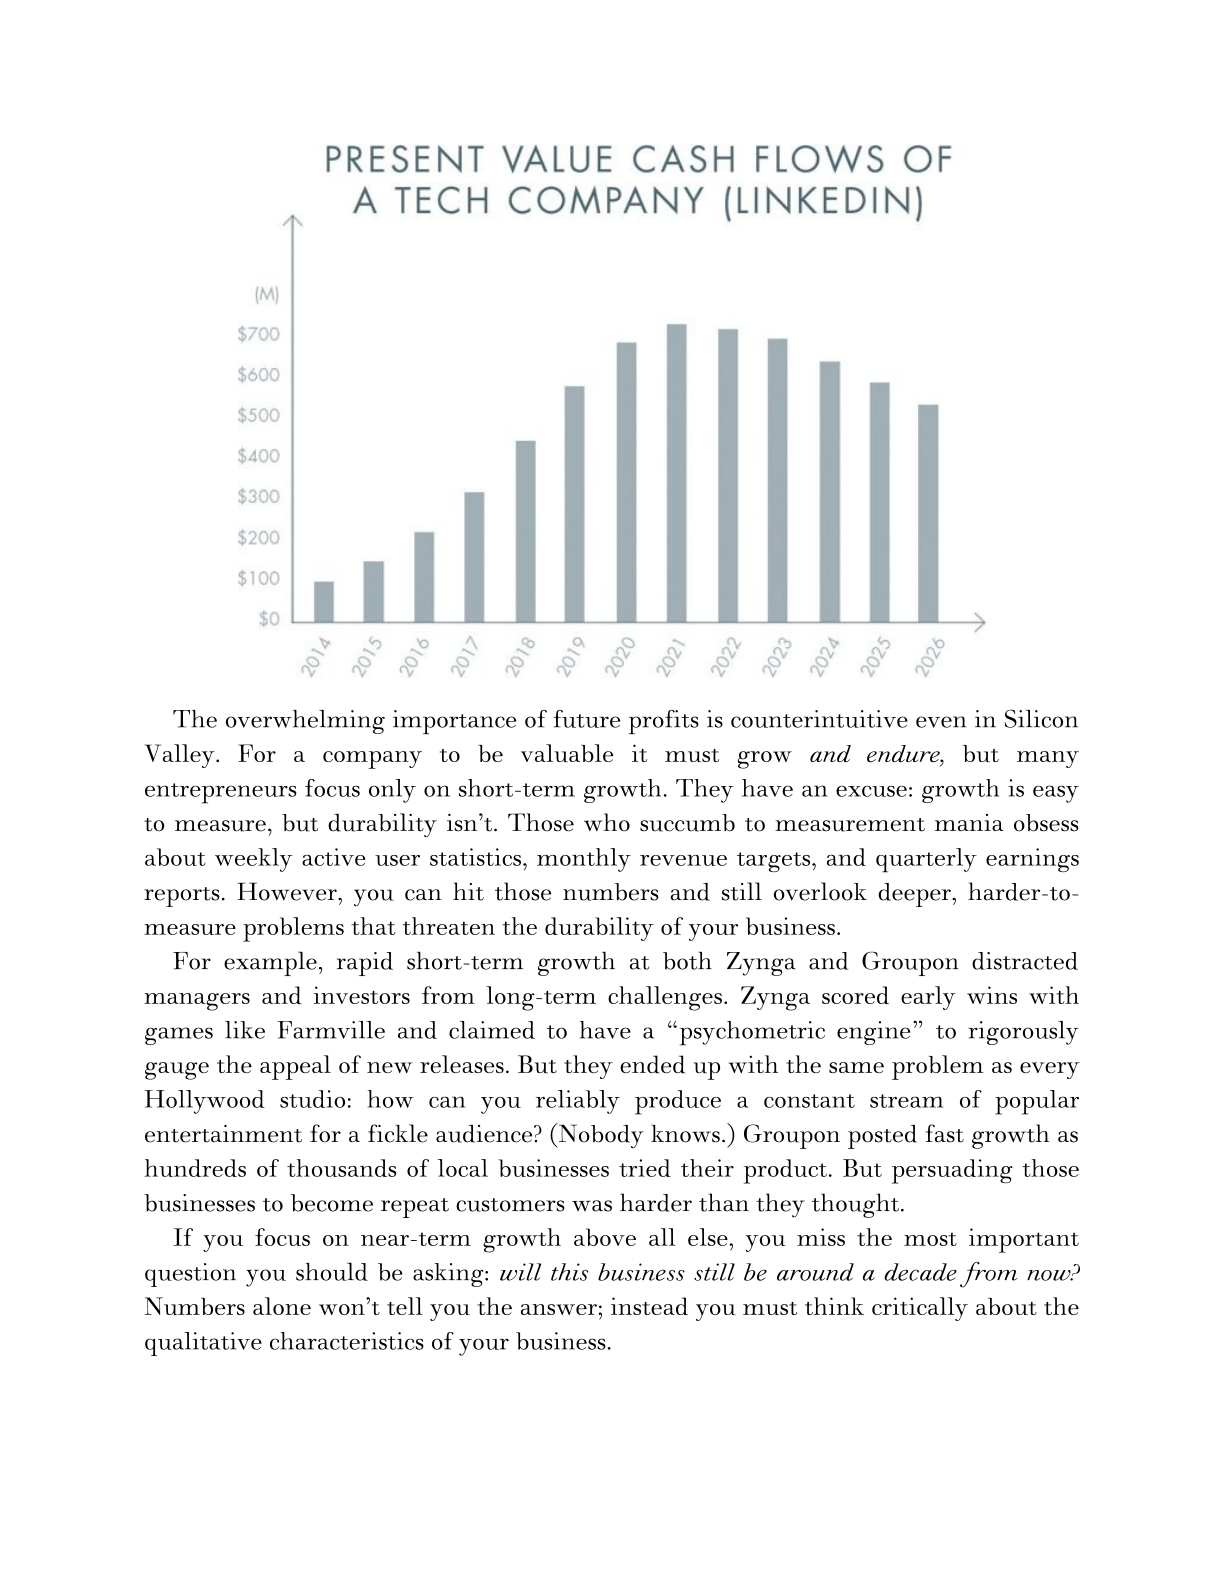 PRESENT VALUE CASH FLOWS OF
A TECH COMPANY (LINKEDIN)
(M)
$700
$600
$500
$400
$300
$200
$100
$0
2014 2015 2016 2017 2018 2019 2020 2021 2022 2023 2024 2025 2026
The overwhelming importance of future profits is counterintuitive even in Silicon
Valley. For a company to be valuable it must grow and endure, but many
entrepreneurs focus only on short-term growth. They have an excuse: growth is easy
to measure, but durability isn’t. Those who succumb to measurement mania obsess
about weekly active user statistics, monthly revenue targets, and quarterly earnings
reports. However, you can hit those numbers and still overlook deeper, harder-to-
measure problems that threaten the durability of your business.
For example, rapid short-term growth at both Zynga and Groupon distracted
managers and investors from long-term challenges. Zynga scored early wins with
games like Farmville and claimed to have a “psychometric engine” to rigorously
gauge the appeal of new releases. But they ended up with the same problem as every
Hollywood studio: how can you reliably produce a constant stream of popular
entertainment for a fickle audience? (Nobody knows.) Groupon posted fast growth as
hundreds of thousands of local businesses tried their product. But persuading those
businesses to become repeat customers was harder than they thought.
If you focus on near-term growth above all else, you miss the most important
question you should be asking: will this business still be around a decade from now?
Numbers alone won’t tell you the answer; instead you must think critically about the
qualitative characteristics of your business.